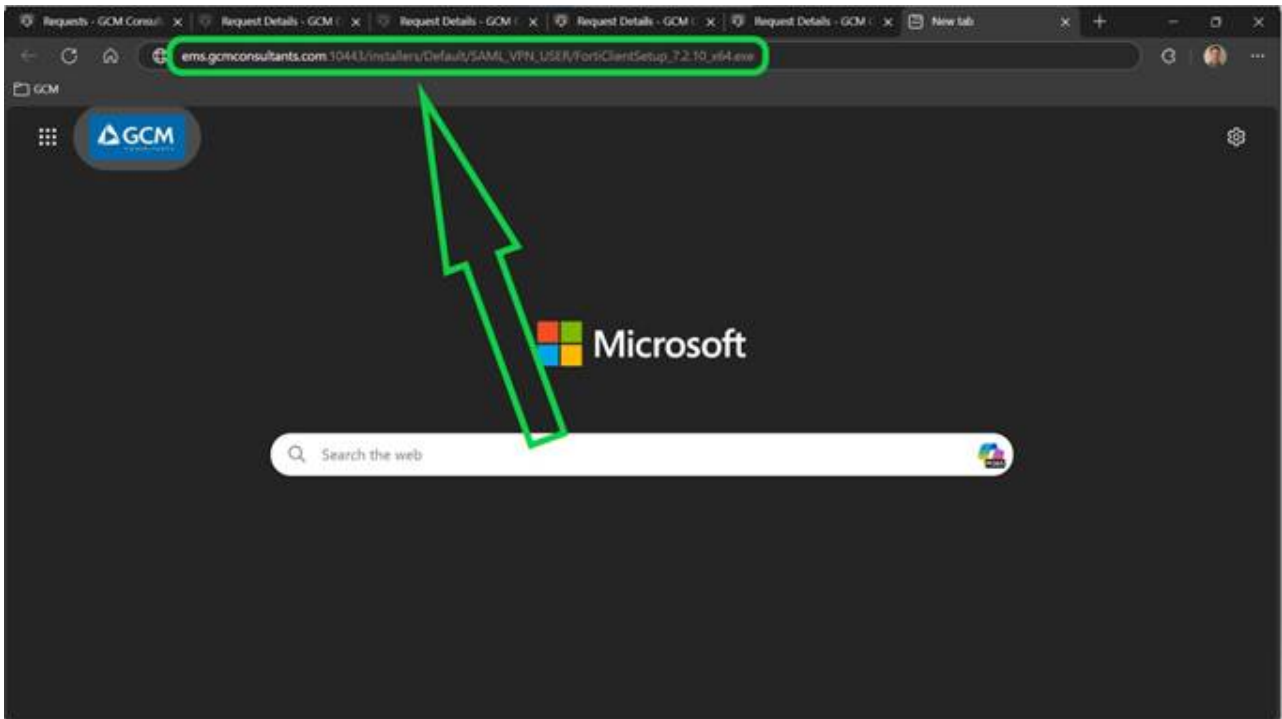 Requests - GCM Consul
Request Details - GCM
Request Details - GCM
Request Details - GCM
Request Details - GCM
New tab
ems.gcmconsultants.com:10443/installers/Default/SAML_VPN_USER/FortiClientSetup_7.2.10_x64.exe
GCM
GCM
Microsoft
Search the web